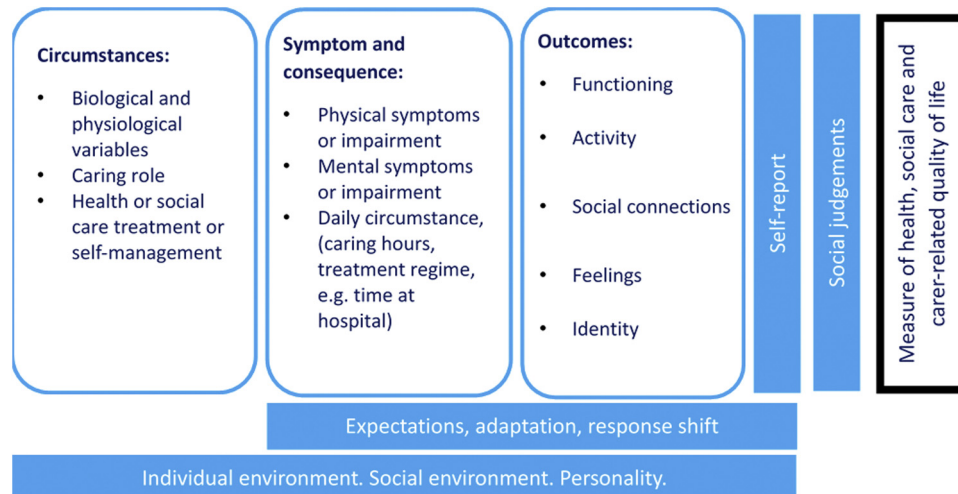 Circumstances:
• Biological and
physiological
variables
• Caring role
• Health or social
care treatment or
self-management
Symptom and
consequence:
• Physical symptoms
or impairment
• Mental symptoms
or impairment
• Daily circumstance,
(caring hours,
treatment regime,
e.g. time at
hospital)
Outcomes:
• Functioning
• Activity
• Social connections
• Feelings
• Identity
Self-report
Social judgements
Measure of health, social care and
carer-related quality of life
Expectations, adaptation, response shift
Individual environment. Social environment. Personality.